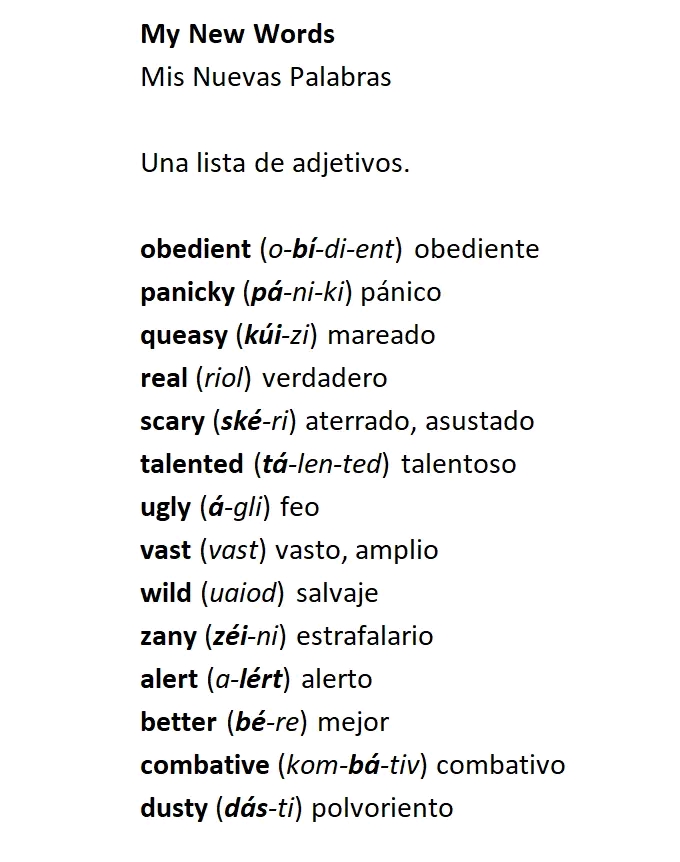 My New Words
Mis Nuevas Palabras
Una lista de adjetivos.
obedient (o-bí-di-ent) obediente
panicky (pá-ni-ki) pánico
queasy (kúi-zi) mareado
real (riol) verdadero
scary (ské-ri) aterrado, asustado
talented (tá-len-ted) talentoso
ugly (á-gli) feo
vast (vast) vasto, amplio
wild (uaiod) salvaje
zany (zéi-ni) estrafalario
alert (a-lért) alerto
better (bé-re) mejor
combative (kom-bá-tiv) combativo
dusty (dás-ti) polvoriento